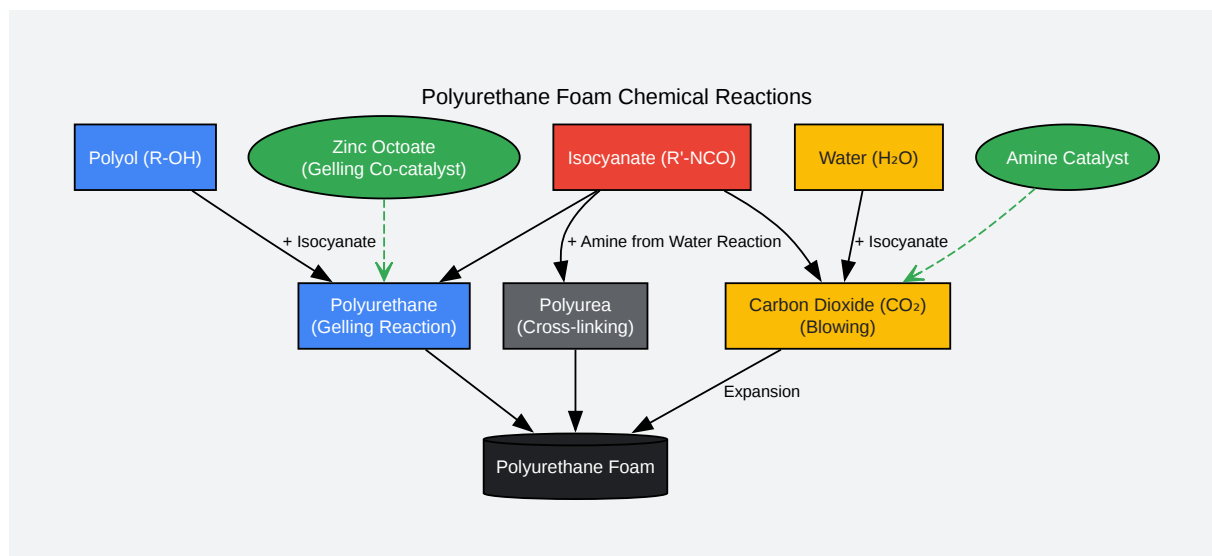 Polyurethane Foam Chemical Reactions
Polyol (R-OH)
Zinc Octoate
(Gelling Co-catalyst)
Isocyanate (R'-NCO)
Water (H₂O)
Amine Catalyst
+ Isocyanate
+ Amine from Water Reaction
+ Isocyanate
Polyurethane
(Gelling Reaction)
Polyurea
(Cross-linking)
Carbon Dioxide (CO₂)
(Blowing)
Expansion
Polyurethane Foam